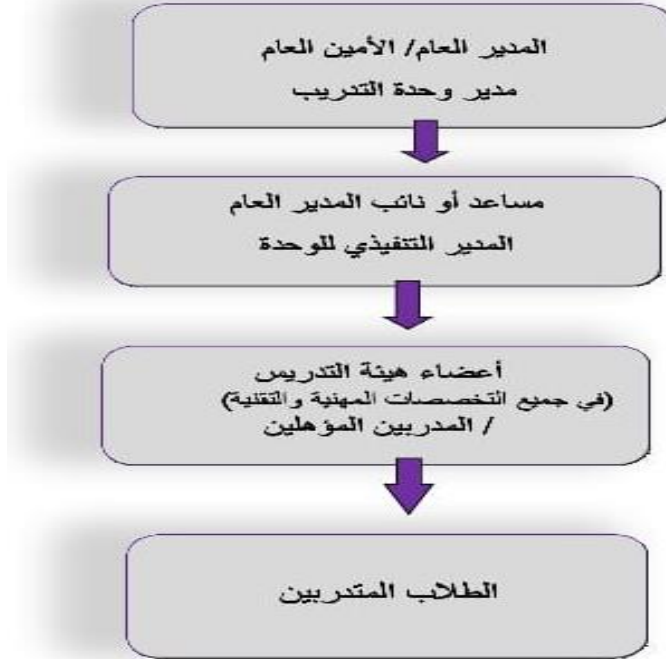 المدير العام/ الأمين العام
مدير وحدة التدريب
مساعد أو نائب المدير العام
المدير التنفيذي للوحدة
أعضاء هيئة التدريس
(في جميع التخصصات المهنية والتقنية)
/ المدربين المؤهلين
الطلاب المتدربين